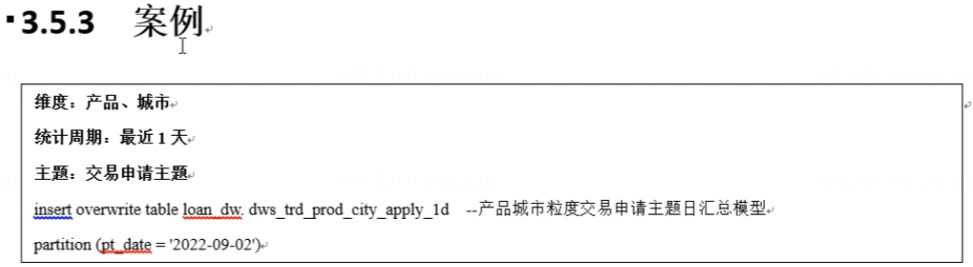 3.5.3 案例
维度：产品、城市
统计周期：最近 1 天
主题：交易申请主题
insert overwrite table loan_dw. dws_trd_prod_city_apply_1d --产品城市粒度交易申请主题日汇总模型
partition (pt_date = '2022-09-02')